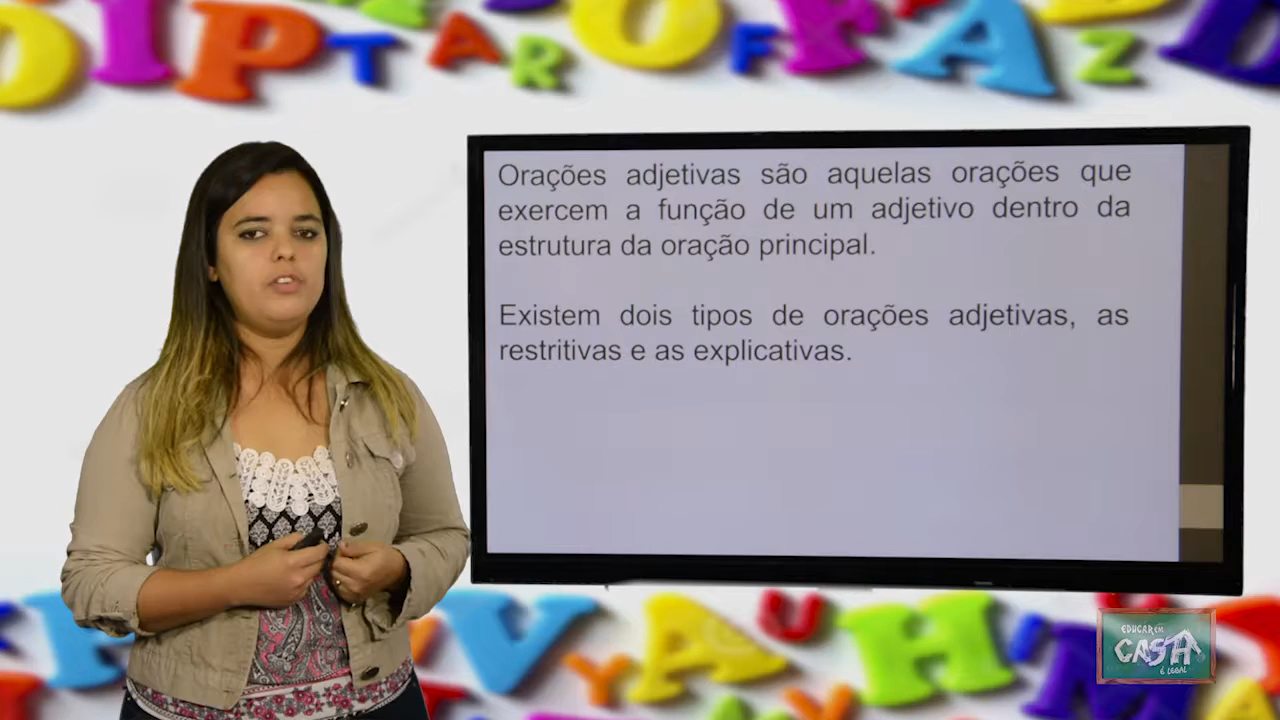 Orações adjetivas são aquelas orações que
exercem a função de um adjetivo dentro da
estrutura da oração principal.
Existem dois tipos de orações adjetivas, as
restritivas e as explicativas.
EDUCAR EM
CASA
é LEGAL